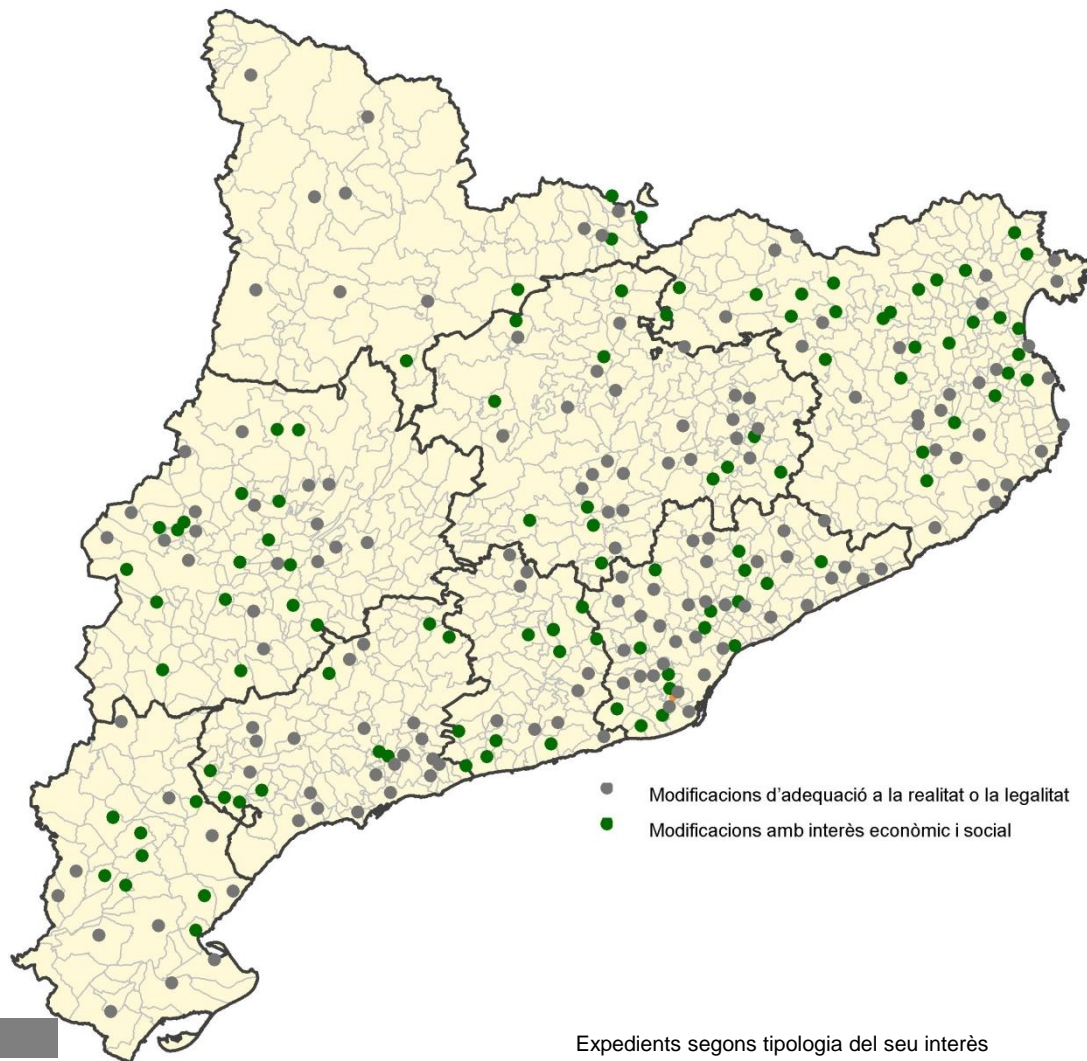 Modificacions d'adequació a la realitat o la legalitat
Modificacions amb interès econòmic i social
Expedients segons tipologia del seu interès